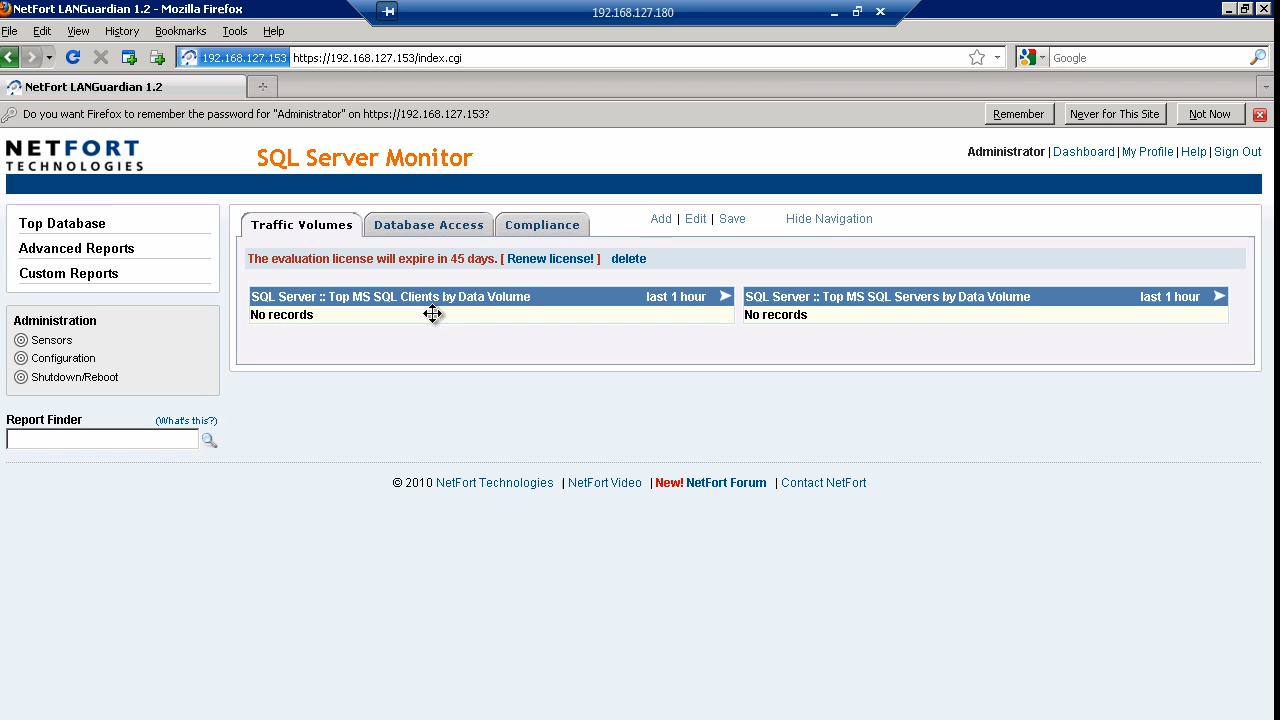 NetFort LANGuardian 1.2 - Mozilla Firefox
192.168.127.180
File Edit View History Bookmarks Tools Help
192.168.127.153 https://192.168.127.153/index.cgi
Google
NetFort LANGuardian 1.2
Do you want Firefox to remember the password for "Administrator" on https://192.168.127.153? Remember Never for This Site Not Now
NETFORT
TECHNOLOGIES
SQL Server Monitor
Administrator | Dashboard | My Profile | Help | Sign Out
Top Database
Advanced Reports
Custom Reports
Administration
Sensors
Configuration
Shutdown/Reboot
Report Finder (What's this?)
Traffic Volumes Database Access Compliance Add | Edit | Save Hide Navigation
The evaluation license will expire in 45 days. [ Renew license! ] delete
SQL Server :: Top MS SQL Clients by Data Volume last 1 hour
No records
SQL Server :: Top MS SQL Servers by Data Volume last 1 hour
No records
© 2010 NetFort Technologies | NetFort Video | New! NetFort Forum | Contact NetFort